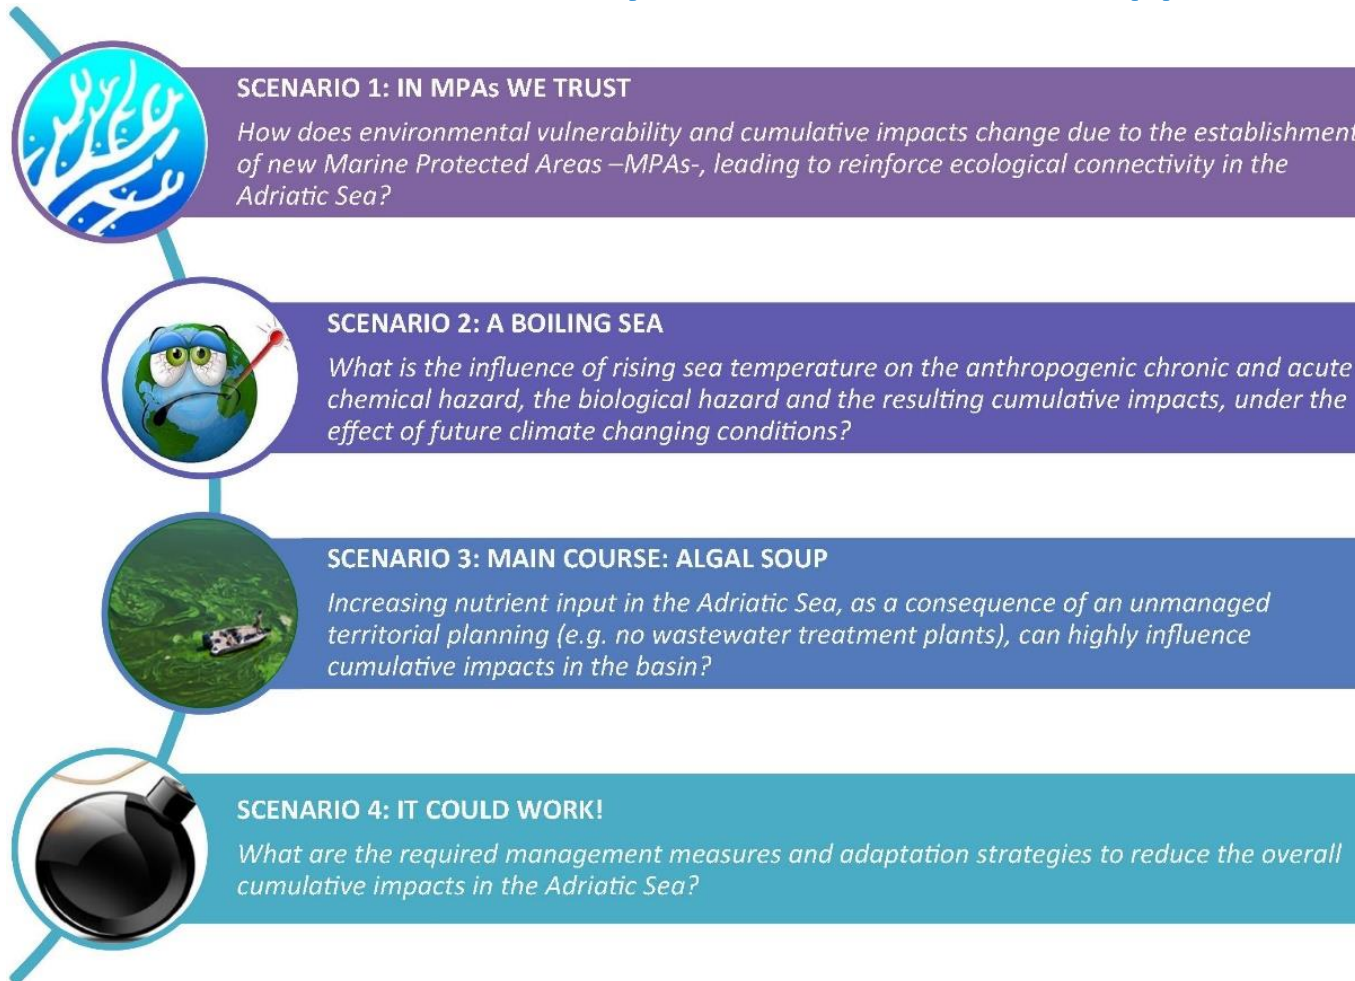 SCENARIO 1: IN MPAs WE TRUST
How does environmental vulnerability and cumulative impacts change due to the establishment
of new Marine Protected Areas –MPAs-, leading to reinforce ecological connectivity in the
Adriatic Sea?
SCENARIO 2: A BOILING SEA
What is the influence of rising sea temperature on the anthropogenic chronic and acute
chemical hazard, the biological hazard and the resulting cumulative impacts, under the
effect of future climate changing conditions?
SCENARIO 3: MAIN COURSE: ALGAL SOUP
Increasing nutrient input in the Adriatic Sea, as a consequence of an unmanaged
territorial planning (e.g. no wastewater treatment plants), can highly influence
cumulative impacts in the basin?
SCENARIO 4: IT COULD WORK!
What are the required management measures and adaptation strategies to reduce the overall
cumulative impacts in the Adriatic Sea?